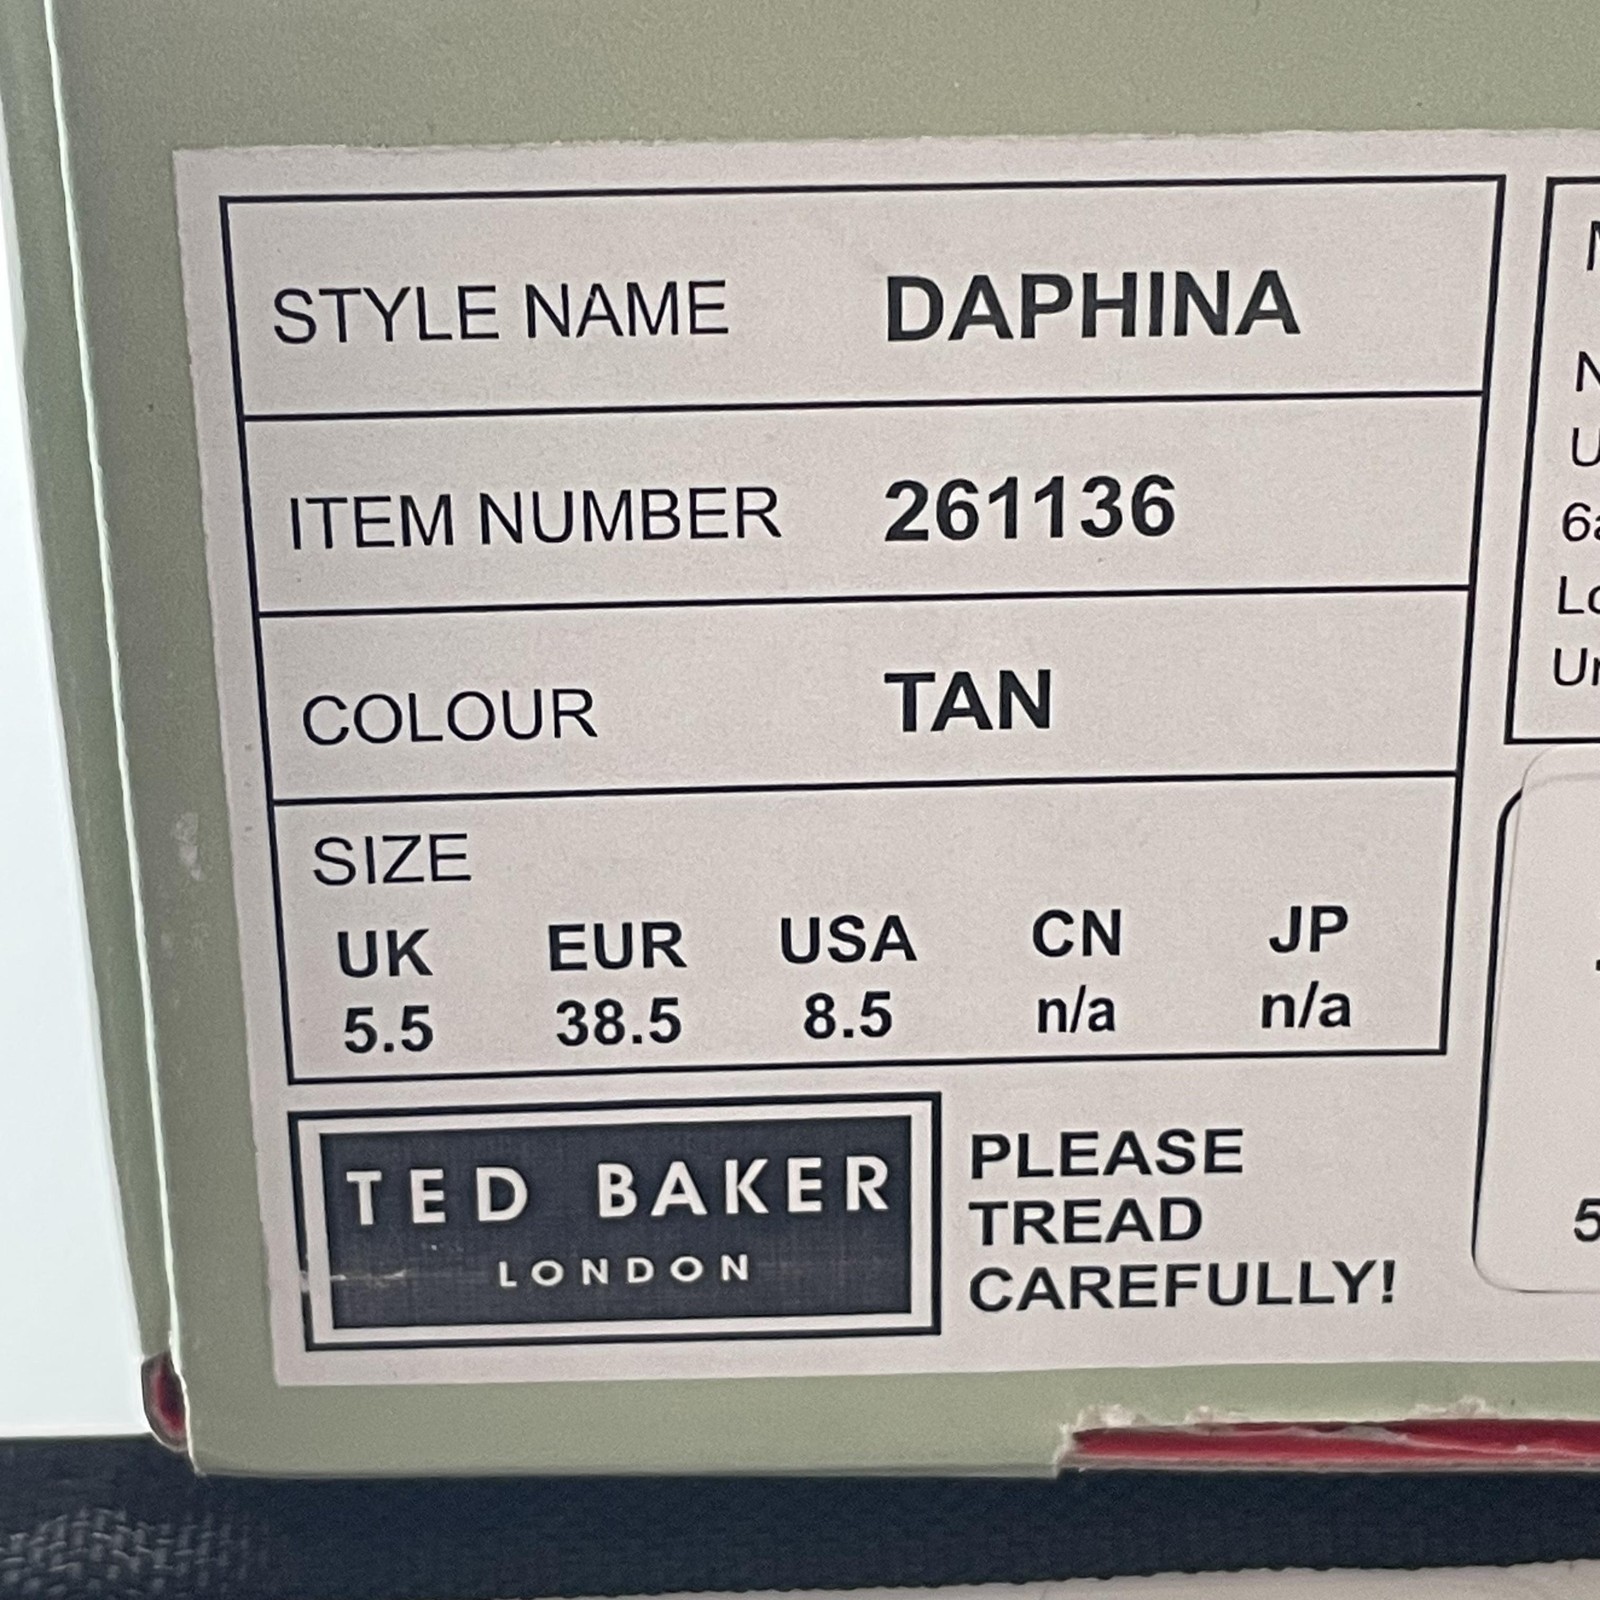 STYLE NAME DAPHINA
ITEM NUMBER 261136
COLOUR TAN
SIZE
UK EUR USA CN JP
5.5 38.5 8.5 n/a n/a
TED BAKER
LONDON
PLEASE
TREAD
CAREFULLY!
6a